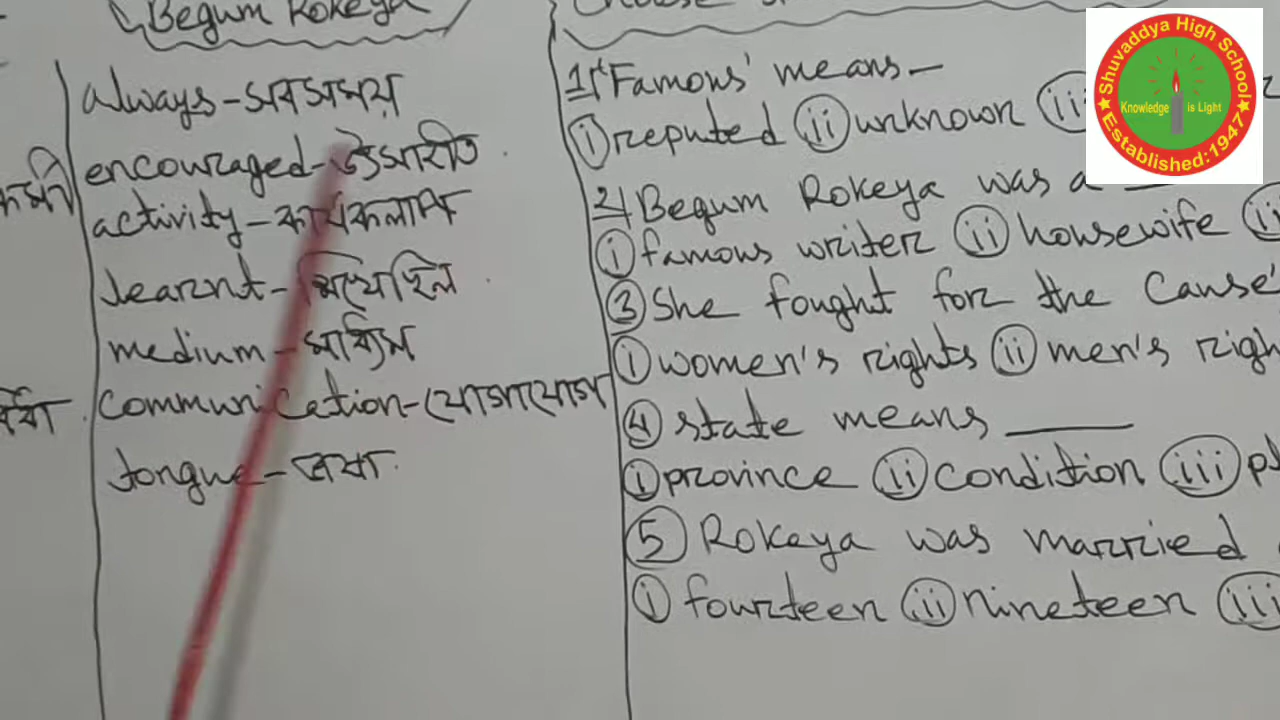 Begum Rokeya
always - সবসময়
encouraged - উৎসাহিত
activity - কার্যকলাপ
learnt - শিখেছিল
medium - মাধ্যম
communication - যোগাযোগ
tongue - ভাষা
1। 'Famous' means —
i reputed ii unknown
2। Begum Rokeya was a —
i famous writer ii housewife
3 She fought for the cause
i women's rights ii men's
4 state means ____
i province ii condition iii
5 Rokeya was married
i fourteen ii nineteen iii
Shuvaddya High School
Knowledge is Light
Established:1947